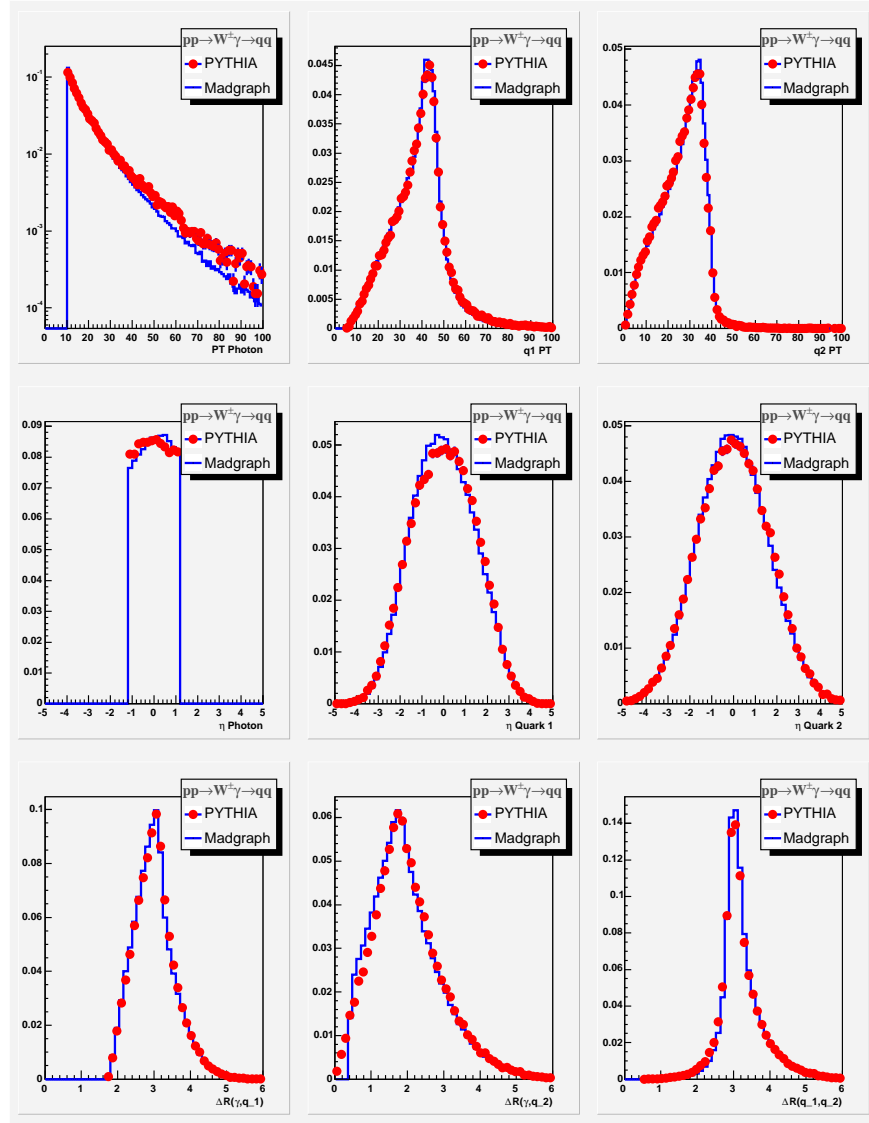 pp→W±γ→qq
PYTHIA
Madgraph
10⁻¹
10⁻²
10⁻³
10⁻⁴
0 10 20 30 40 50 60 70 80 90 100
PT Photon
pp→W±γ→qq
PYTHIA
Madgraph
0.045
0.04
0.035
0.03
0.025
0.02
0.015
0.01
0.005
0
0 10 20 30 40 50 60 70 80 90 100
q1 PT
pp→W±γ→qq
PYTHIA
Madgraph
0.05
0.04
0.03
0.02
0.01
0
0 10 20 30 40 50 60 70 80 90 100
q2 PT
pp→W±γ→qq
PYTHIA
Madgraph
0.09
0.08
0.07
0.06
0.05
0.04
0.03
0.02
0.01
0
-5 -4 -3 -2 -1 0 1 2 3 4 5
η Photon
pp→W±γ→qq
PYTHIA
Madgraph
0.05
0.04
0.03
0.02
0.01
0
-5 -4 -3 -2 -1 0 1 2 3 4 5
η Quark 1
pp→W±γ→qq
PYTHIA
Madgraph
0.05
0.04
0.03
0.02
0.01
0
-5 -4 -3 -2 -1 0 1 2 3 4 5
η Quark 2
pp→W±γ→qq
PYTHIA
Madgraph
0.1
0.08
0.06
0.04
0.02
0
0 1 2 3 4 5 6
ΔR(γ,q_1)
pp→W±γ→qq
PYTHIA
Madgraph
0.06
0.05
0.04
0.03
0.02
0.01
0
0 1 2 3 4 5 6
ΔR(γ,q_2)
pp→W±γ→qq
PYTHIA
Madgraph
0.14
0.12
0.1
0.08
0.06
0.04
0.02
0
0 1 2 3 4 5 6
ΔR(q_1,q_2)